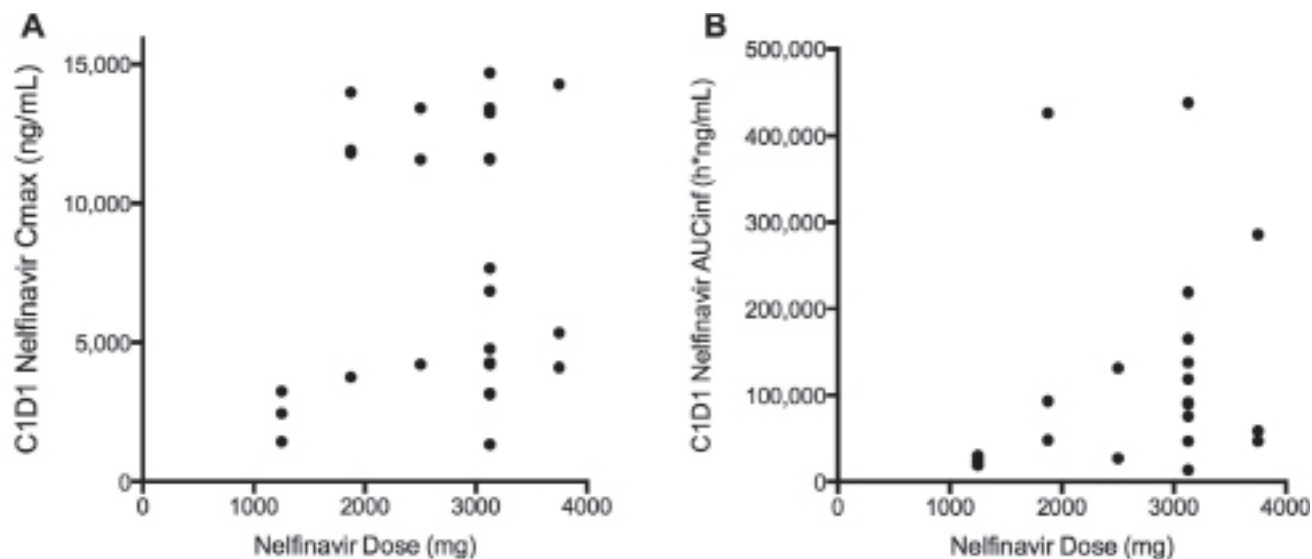 A
C1D1 Nelfinavir Cmax (ng/mL)
15,000
10,000
5,000
0
0 1000 2000 3000 4000
Nelfinavir Dose (mg)
B
C1D1 Nelfinavir AUCinf (h*ng/mL)
500,000
400,000
300,000
200,000
100,000
0
0 1000 2000 3000 4000
Nelfinavir Dose (mg)